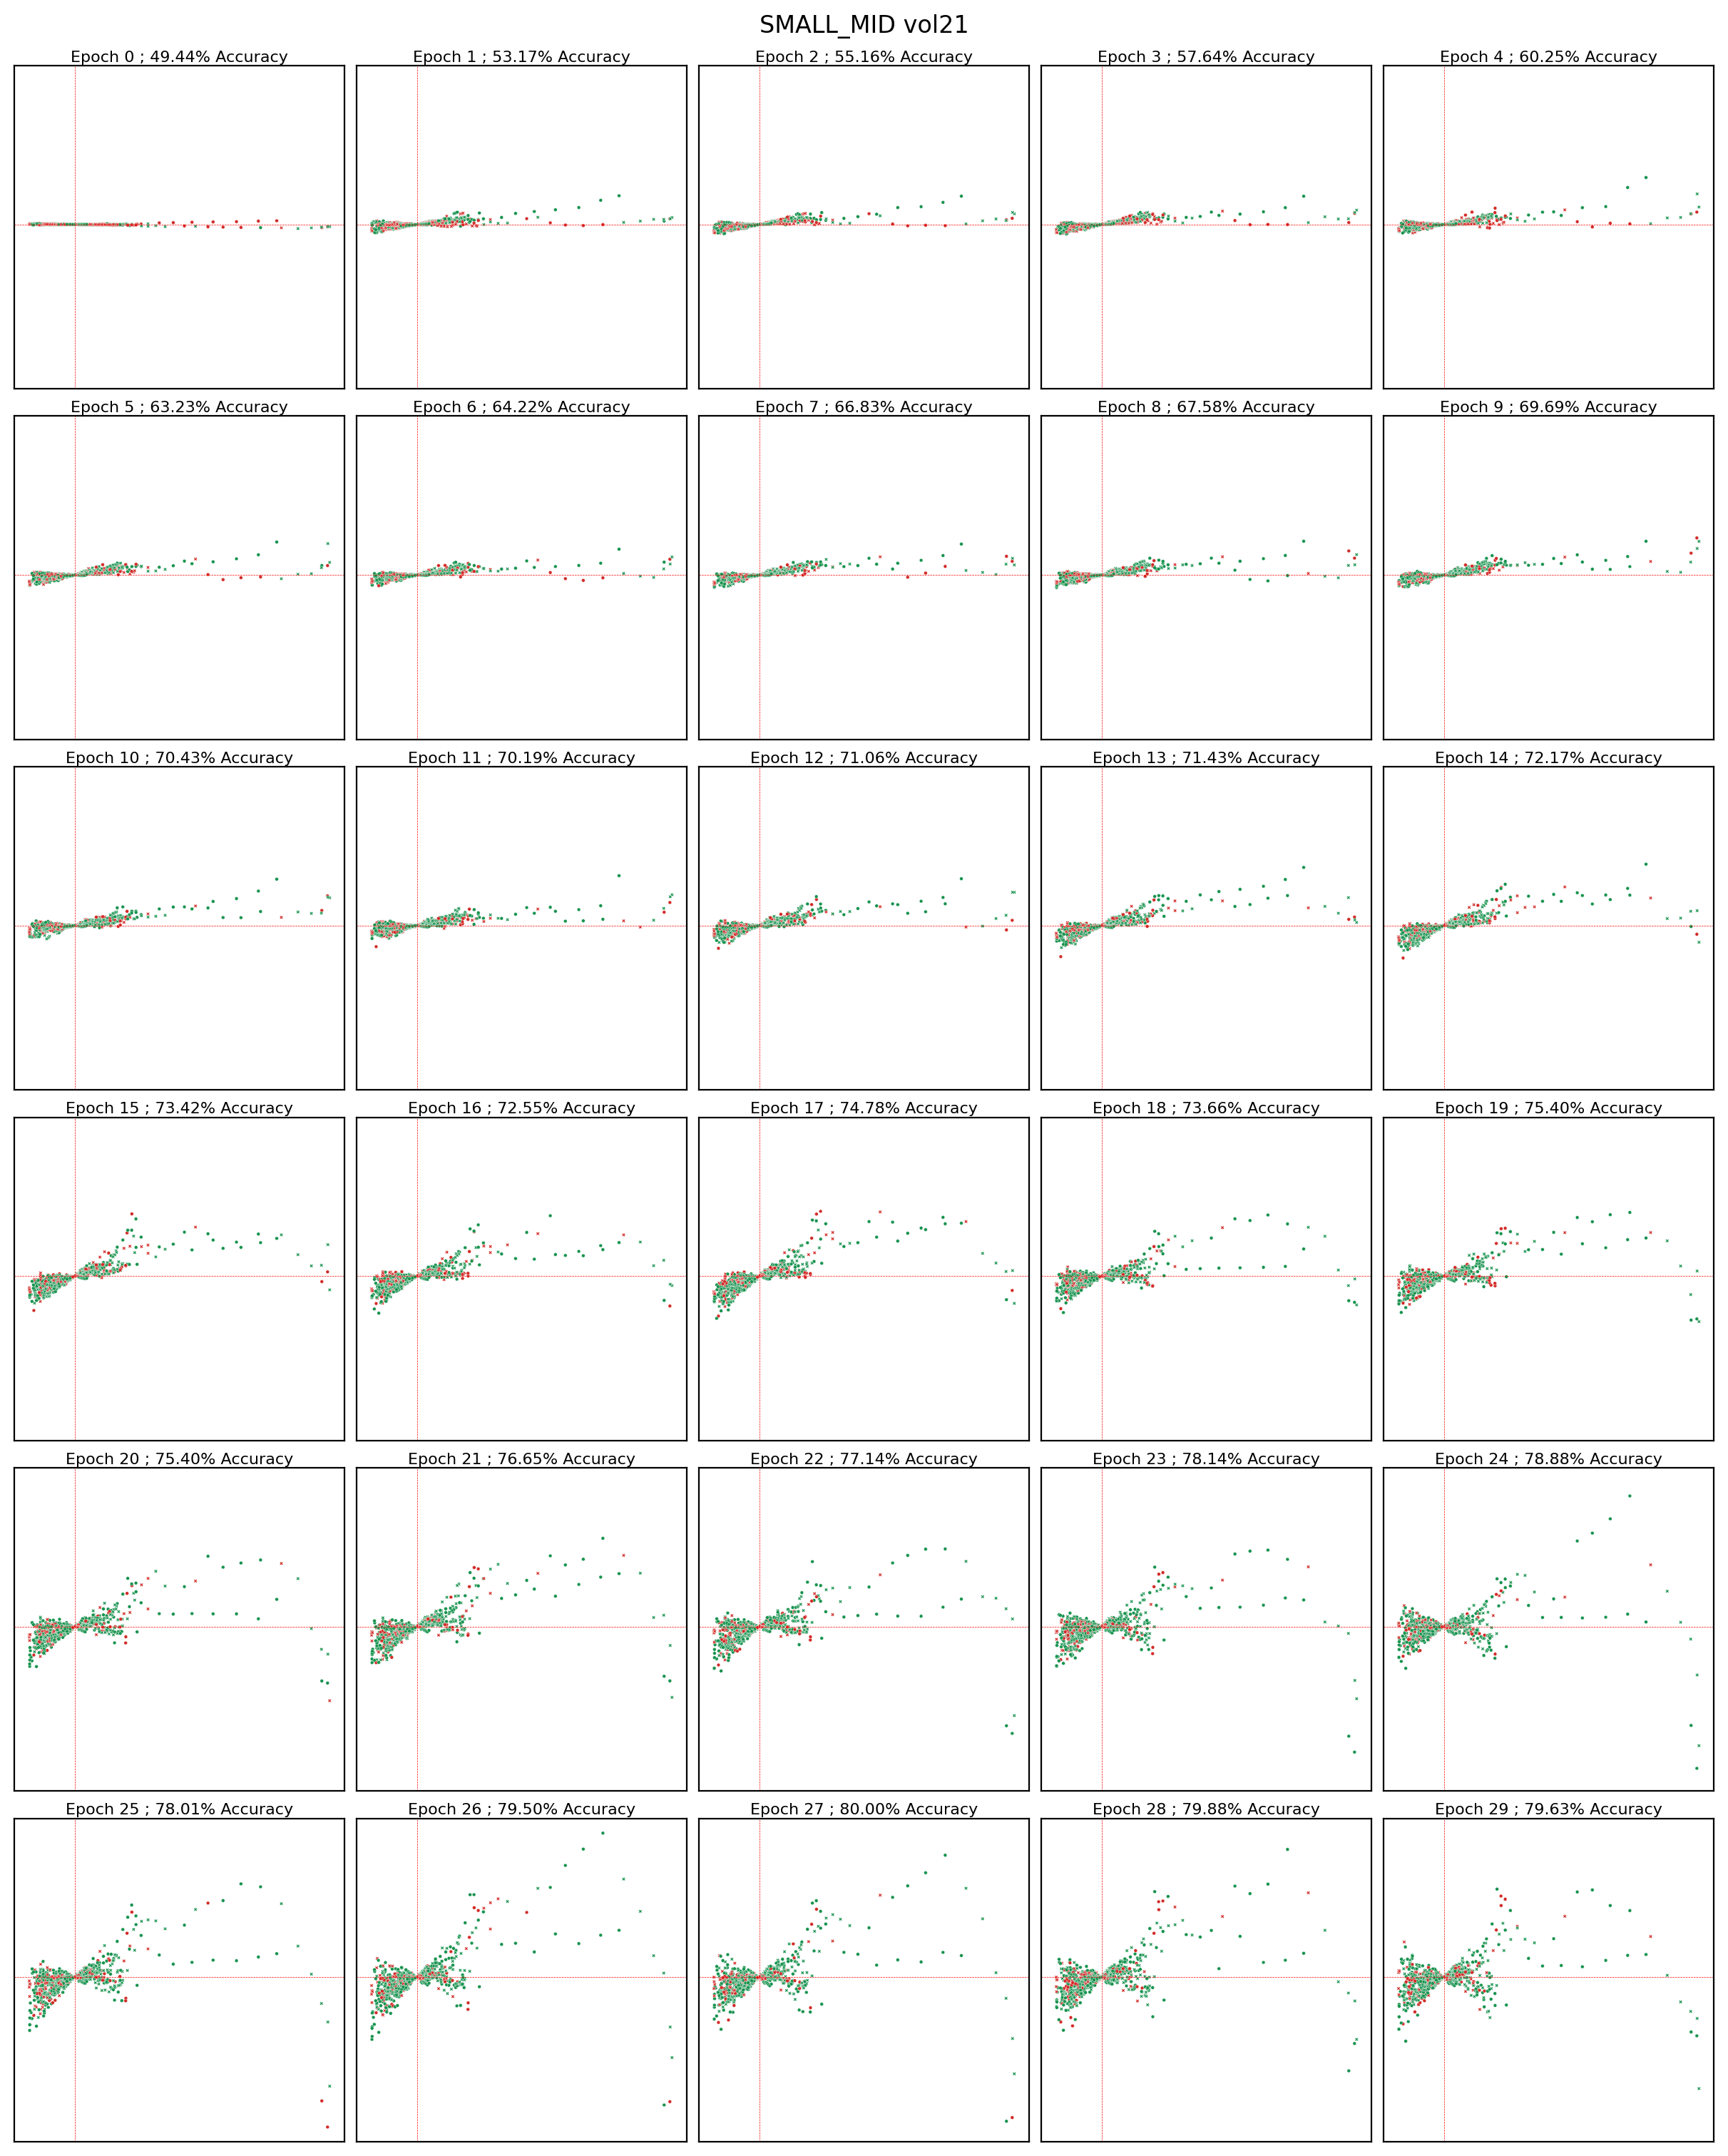 SMALL_MID vol21
Epoch 0 ; 49.44% Accuracy
Epoch 1 ; 53.17% Accuracy
Epoch 2 ; 55.16% Accuracy
Epoch 3 ; 57.64% Accuracy
Epoch 4 ; 60.25% Accuracy
Epoch 5 ; 63.23% Accuracy
Epoch 6 ; 64.22% Accuracy
Epoch 7 ; 66.83% Accuracy
Epoch 8 ; 67.58% Accuracy
Epoch 9 ; 69.69% Accuracy
Epoch 10 ; 70.43% Accuracy
Epoch 11 ; 70.19% Accuracy
Epoch 12 ; 71.06% Accuracy
Epoch 13 ; 71.43% Accuracy
Epoch 14 ; 72.17% Accuracy
Epoch 15 ; 73.42% Accuracy
Epoch 16 ; 72.55% Accuracy
Epoch 17 ; 74.78% Accuracy
Epoch 18 ; 73.66% Accuracy
Epoch 19 ; 75.40% Accuracy
Epoch 20 ; 75.40% Accuracy
Epoch 21 ; 76.65% Accuracy
Epoch 22 ; 77.14% Accuracy
Epoch 23 ; 78.14% Accuracy
Epoch 24 ; 78.88% Accuracy
Epoch 25 ; 78.01% Accuracy
Epoch 26 ; 79.50% Accuracy
Epoch 27 ; 80.00% Accuracy
Epoch 28 ; 79.88% Accuracy
Epoch 29 ; 79.63% Accuracy